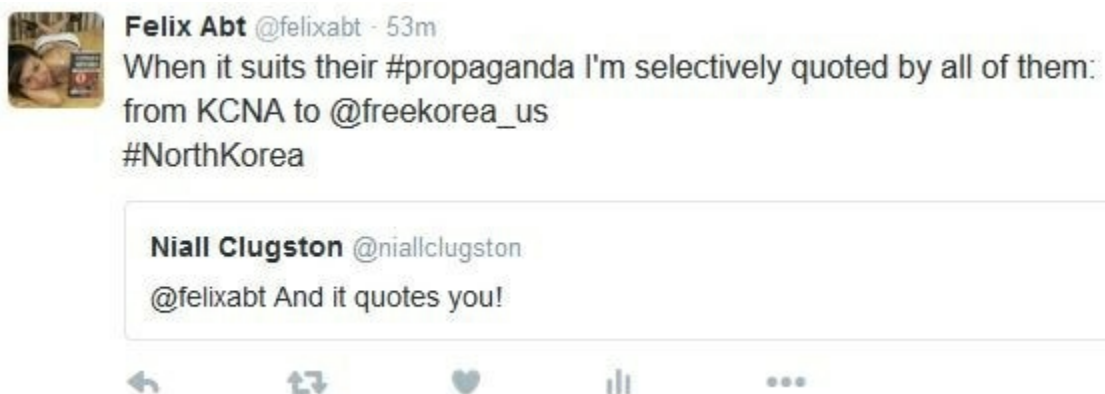 Felix Abt @felixabt · 53m
When it suits their #propaganda I'm selectively quoted by all of them:
from KCNA to @freekorea_us
#NorthKorea
Niall Clugston @niallclugston
@felixabt And it quotes you!